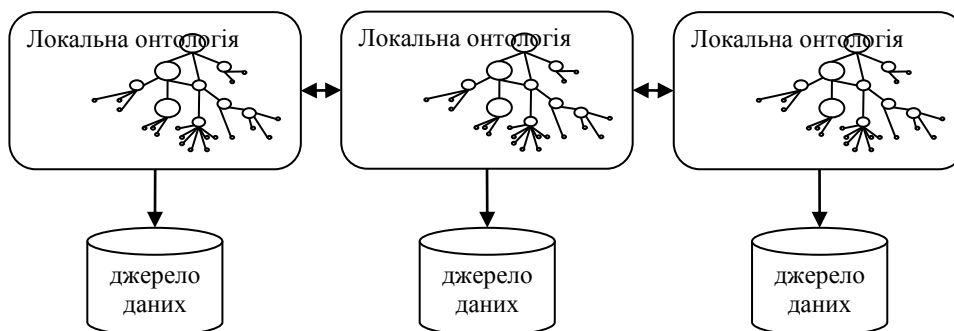 Локальна онтологія
Локальна онтологія
Локальна онтологія
джерело
даних
джерело
даних
джерело
даних